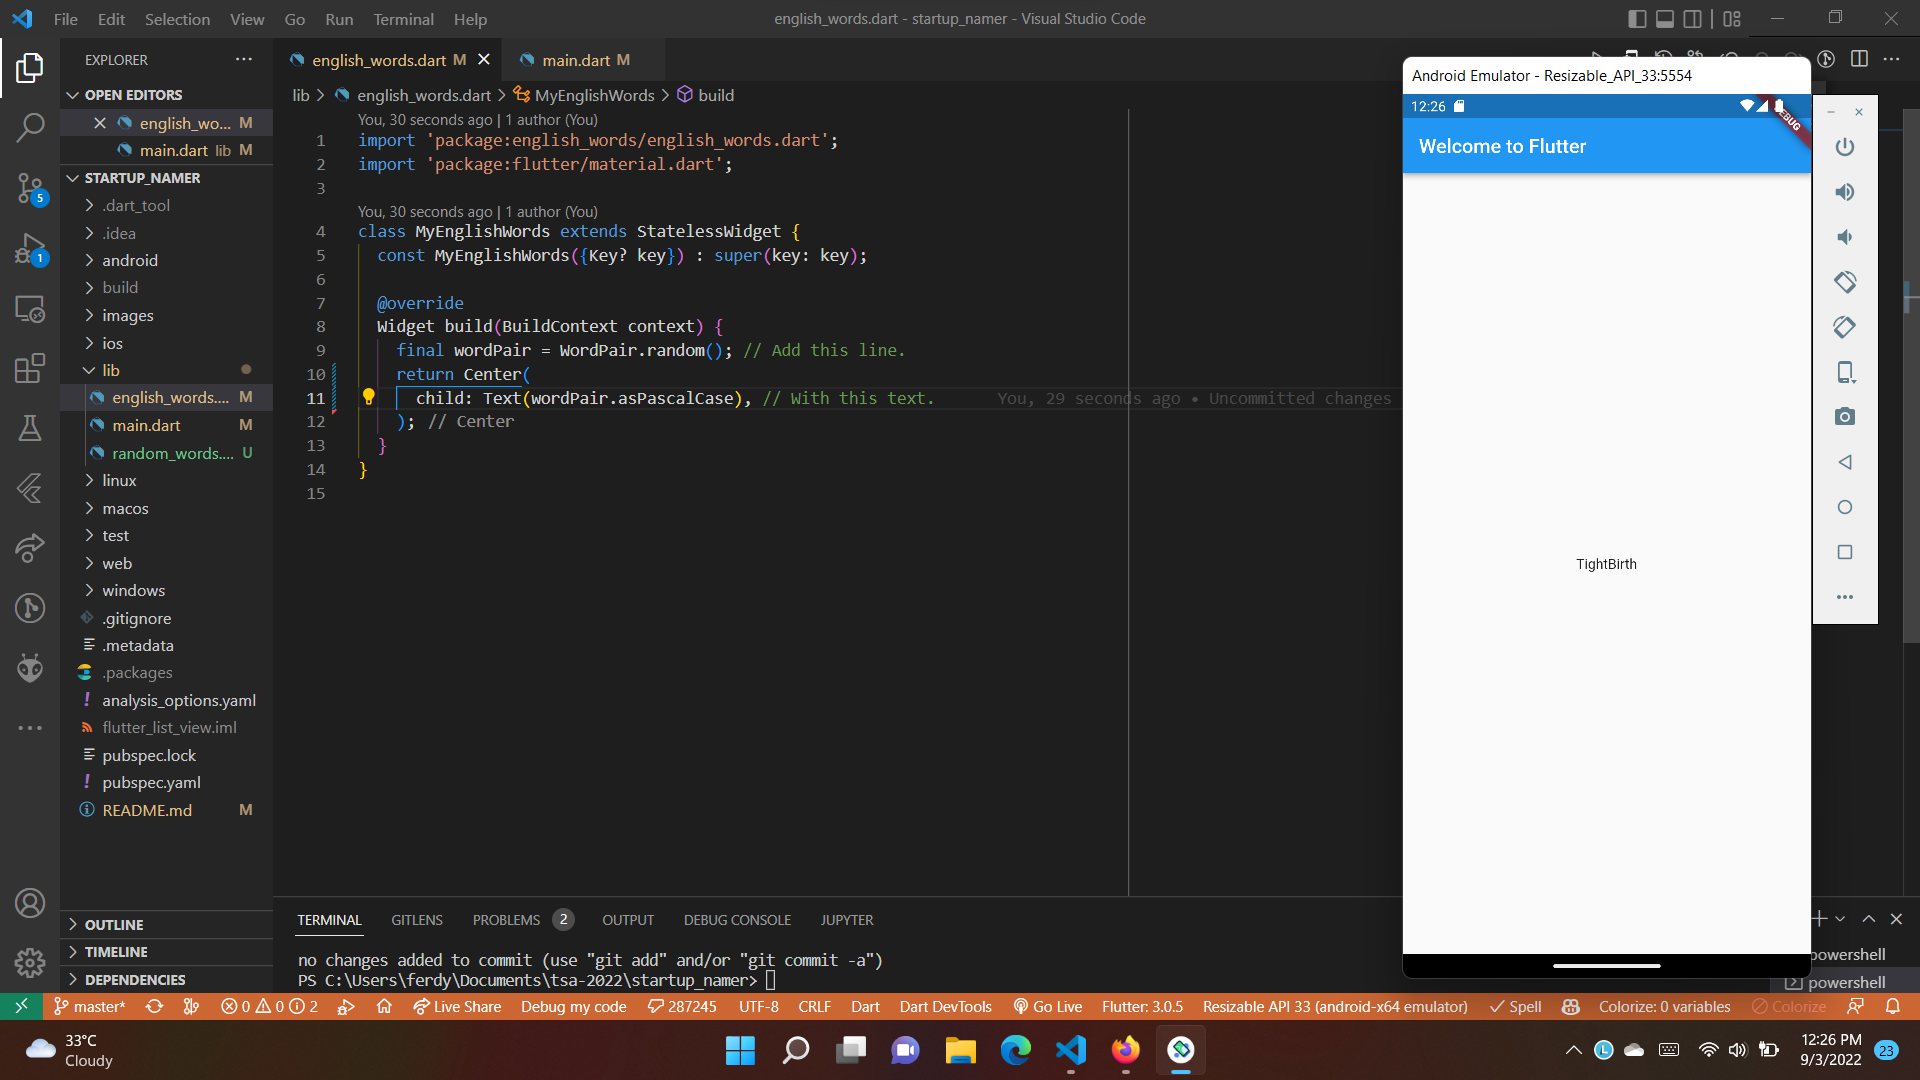 File Edit Selection View Go Run Terminal Help
english_words.dart - startup_namer - Visual Studio Code
EXPLORER
OPEN EDITORS
english_wo... M
main.dart lib M
STARTUP_NAMER
.dart_tool
.idea
android
build
images
ios
lib
english_words.... M
main.dart M
random_words.... U
linux
macos
test
web
windows
.gitignore
.metadata
.packages
analysis_options.yaml
flutter_list_view.iml
pubspec.lock
pubspec.yaml
README.md M
OUTLINE
TIMELINE
DEPENDENCIES
5
1
english_words.dart M
main.dart M
lib > english_words.dart > MyEnglishWords > build
You, 30 seconds ago | 1 author (You)
1 import 'package:english_words/english_words.dart';
2 import 'package:flutter/material.dart';
3
You, 30 seconds ago | 1 author (You)
4 class MyEnglishWords extends StatelessWidget {
5 const MyEnglishWords({Key? key}) : super(key: key);
6
7 @override
8 Widget build(BuildContext context) {
9 final wordPair = WordPair.random(); // Add this line.
10 return Center(
11 child: Text(wordPair.asPascalCase), // With this text. You, 29 seconds ago • Uncommitted changes
12 ); // Center
13 }
14 }
15
Android Emulator - Resizable_API_33:5554
12:26
Welcome to Flutter
TightBirth
TERMINAL GITLENS PROBLEMS 2 OUTPUT DEBUG CONSOLE JUPYTER
no changes added to commit (use "git add" and/or "git commit -a")
PS C:\Users\ferdy\Documents\tsa-2022\startup_namer>
powershell
powershell
master* 0 0 2 Live Share Debug my code 287245 UTF-8 CRLF Dart Dart DevTools Go Live Flutter: 3.0.5 Resizable API 33 (android-x64 emulator) Spell Colorize: 0 variables Colorize
33°C
Cloudy
12:26 PM
9/3/2022
23